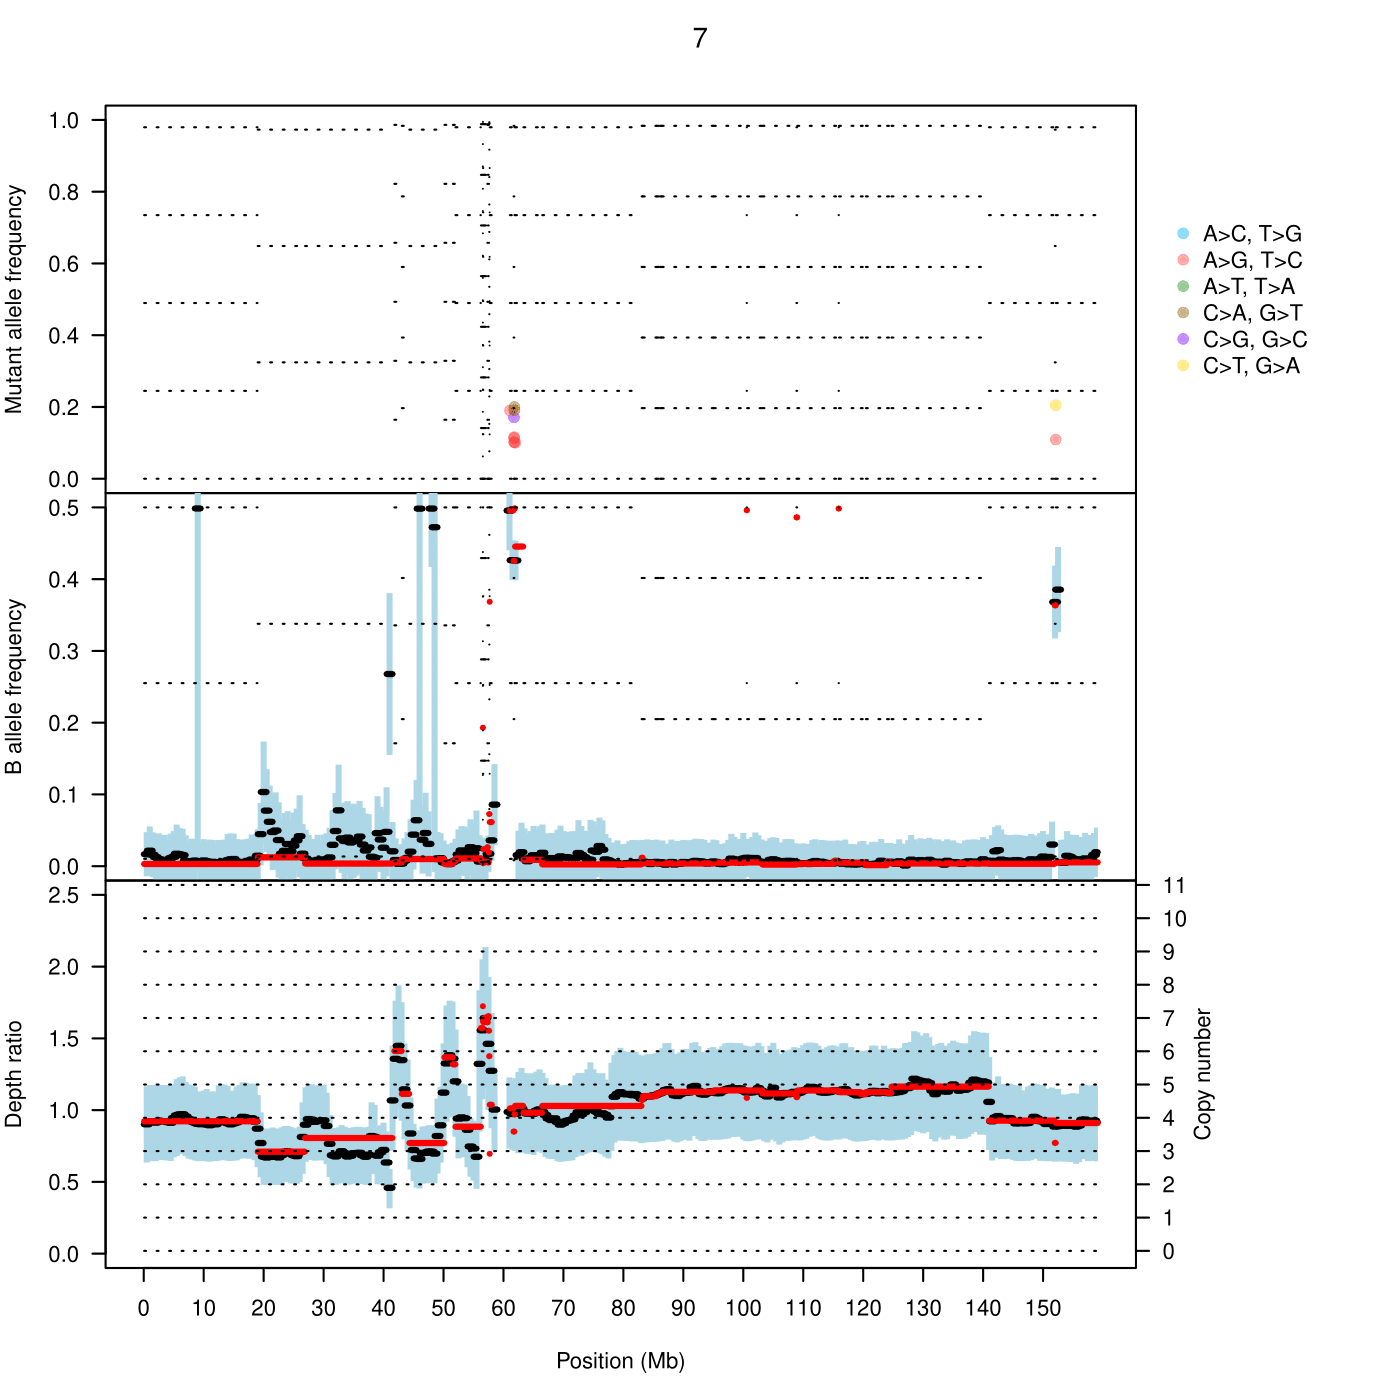 7
Mutant allele frequency
1.0
0.8
0.6
0.4
0.2
0.0
A>C, T>G
A>G, T>C
A>T, T>A
C>A, G>T
C>G, G>C
C>T, G>A
B allele frequency
0.5
0.4
0.3
0.2
0.1
0.0
Depth ratio
2.5
2.0
1.5
1.0
0.5
0.0
11
10
9
8
7
6
5
4
3
2
1
0
Copy number
0 10 20 30 40 50 60 70 80 90 100 110 120 130 140 150
Position (Mb)